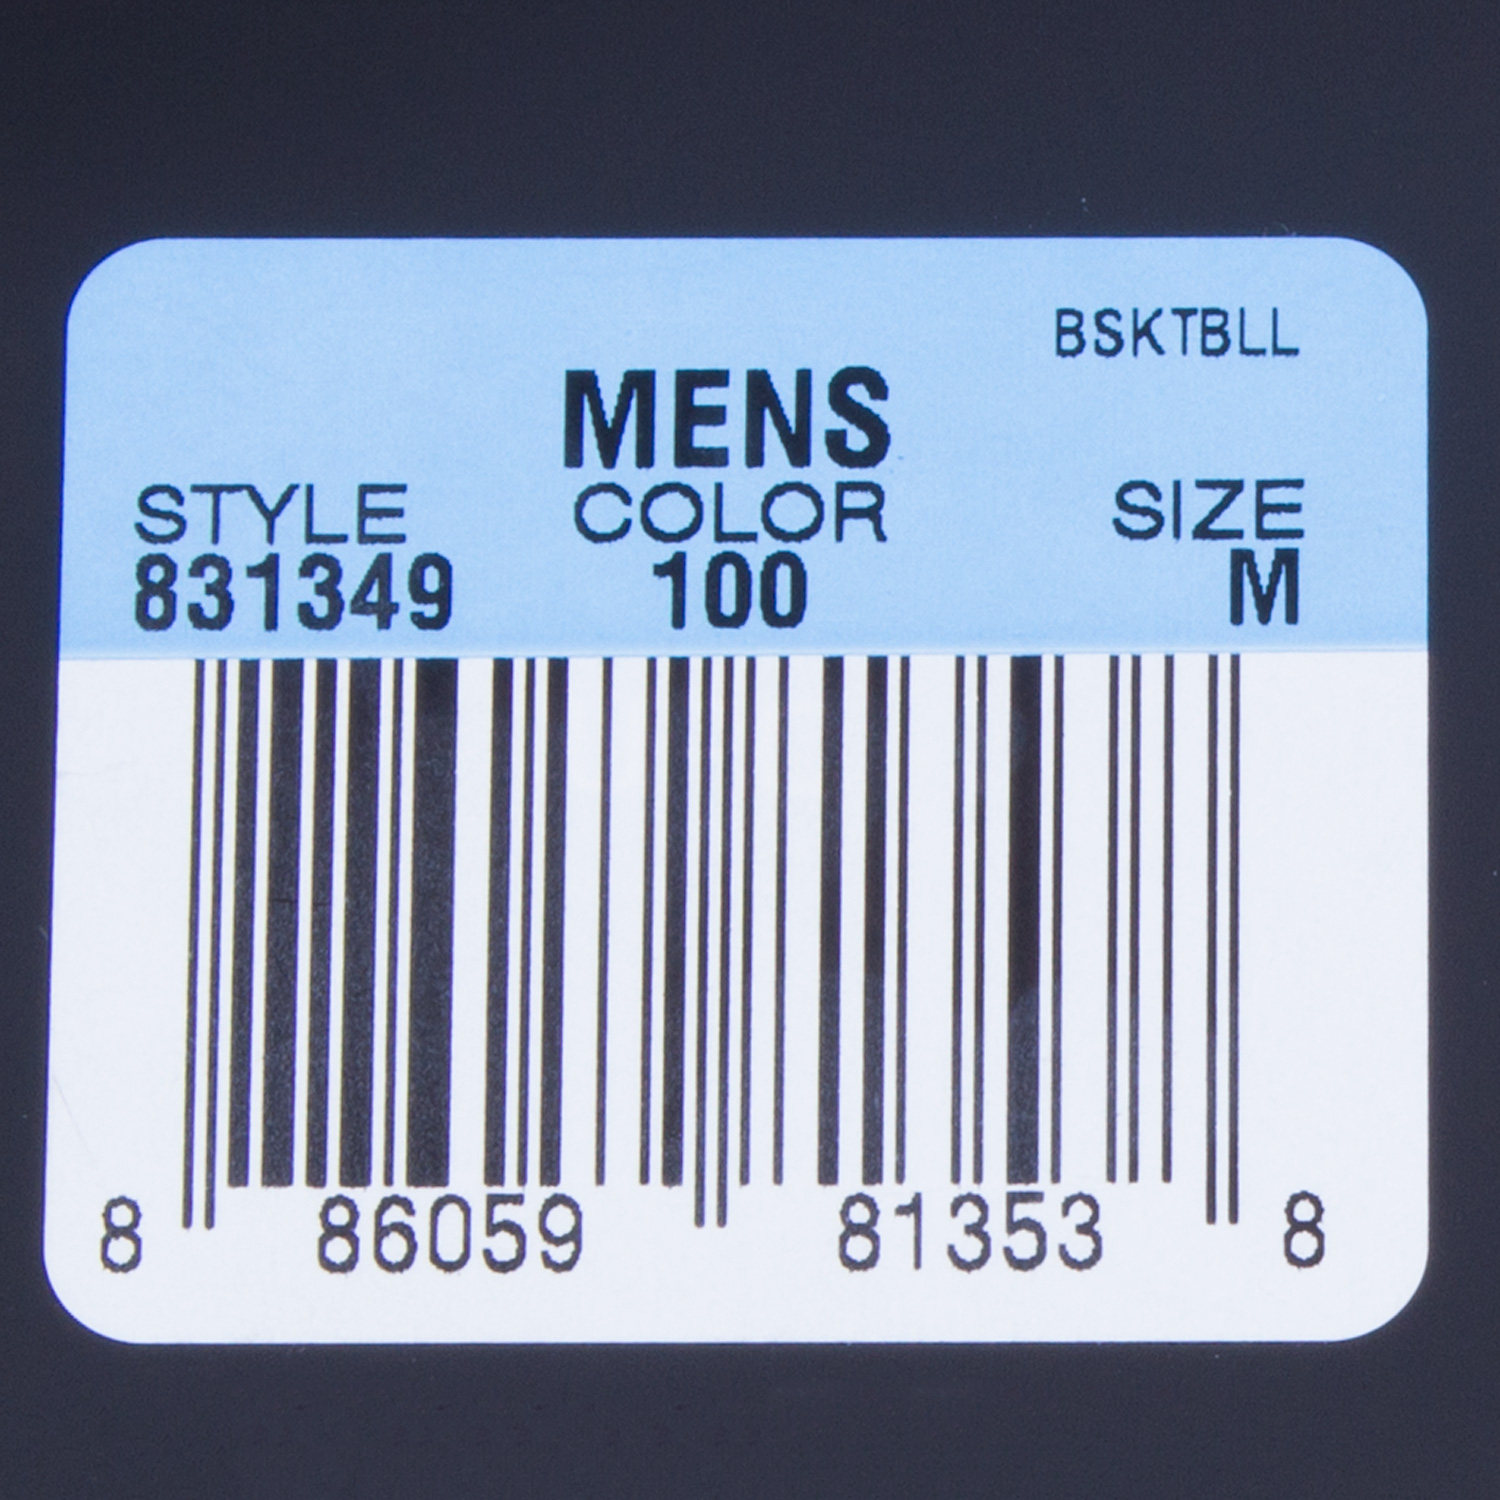 BSKTBLL
MENS
STYLE COLOR SIZE
831349 100 M
8 86059 81353 8